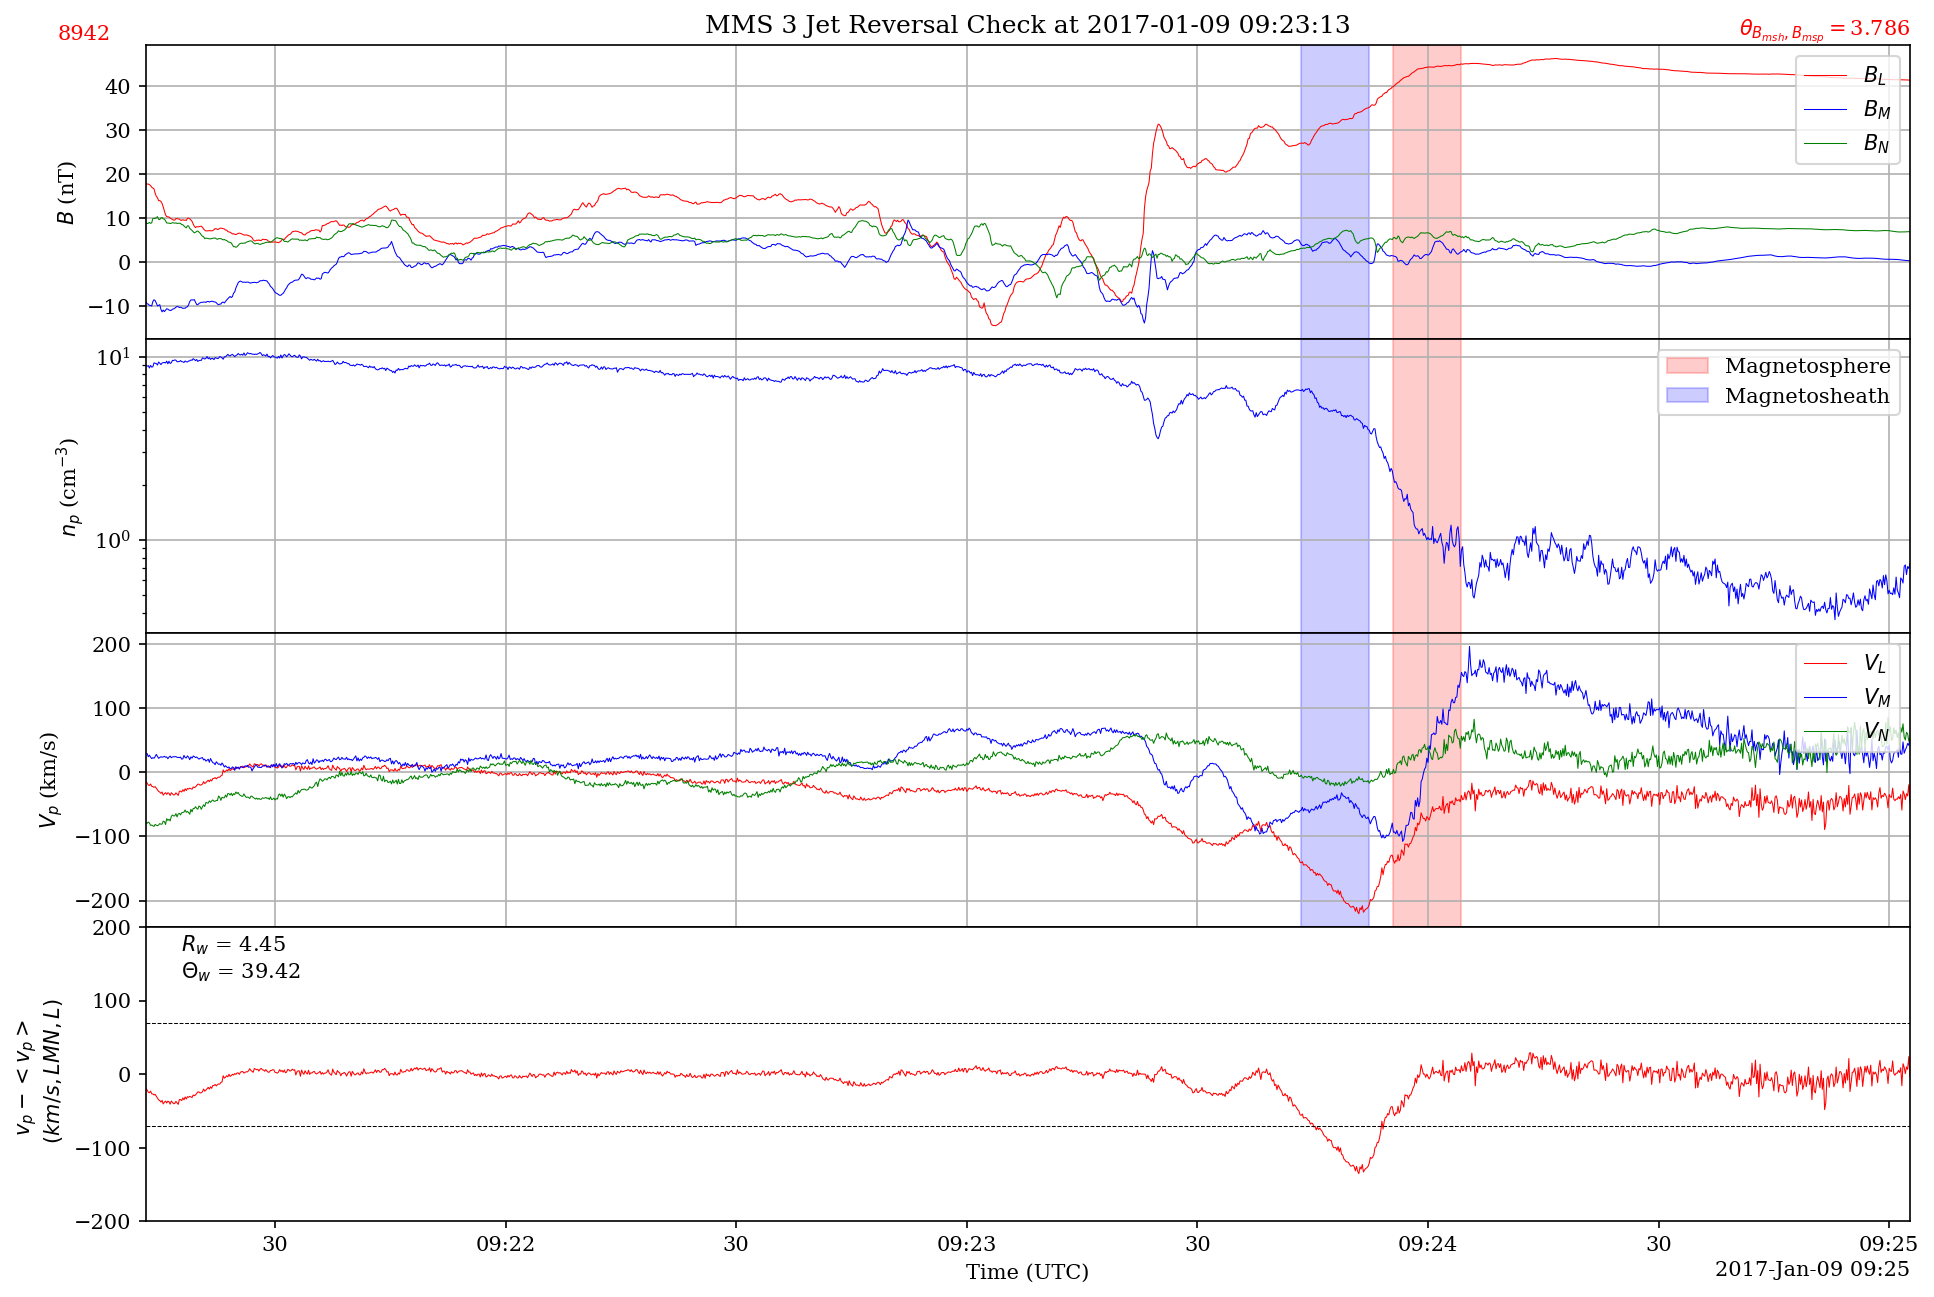 MMS 3 Jet Reversal Check at 2017-01-09 09:23:13
8942
θ_{B_{msh}, B_{msp}} = 3.786
B (nT)
40
30
20
10
0
−10
B_L
B_M
B_N
n_p (cm^{−3})
10^1
10^0
Magnetosphere
Magnetosheath
V_p (km/s)
200
100
0
−100
−200
V_L
V_M
V_N
v_p − < v_p >
(km/s, LMN, L)
200
100
0
−100
−200
R_w = 4.45
Θ_w = 39.42
30 09:22 30 09:23 30 09:24 30 09:25
Time (UTC)
2017-Jan-09 09:25